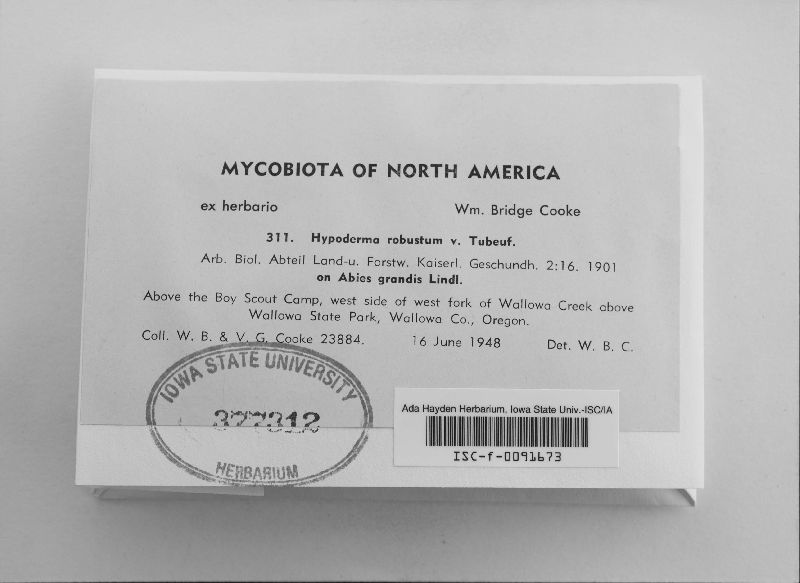 MYCOBIOTA OF NORTH AMERICA
ex herbario Wm. Bridge Cooke
311. Hypoderma robustum v. Tubeuf.
Arb. Biol. Abteil Land-u. Forstw. Kaiserl. Geschundh. 2:16. 1901
on Abies grandis Lindl.
Above the Boy Scout Camp, west side of west fork of Wallowa Creek above
Wallowa State Park, Wallowa Co., Oregon.
Coll. W. B. & V. G. Cooke 23884. 16 June 1948 Det. W. B. C.
IOWA STATE UNIVERSITY
HERBARIUM
Ada Hayden Herbarium, Iowa State Univ.-ISC/IA
ISC-f-0091673